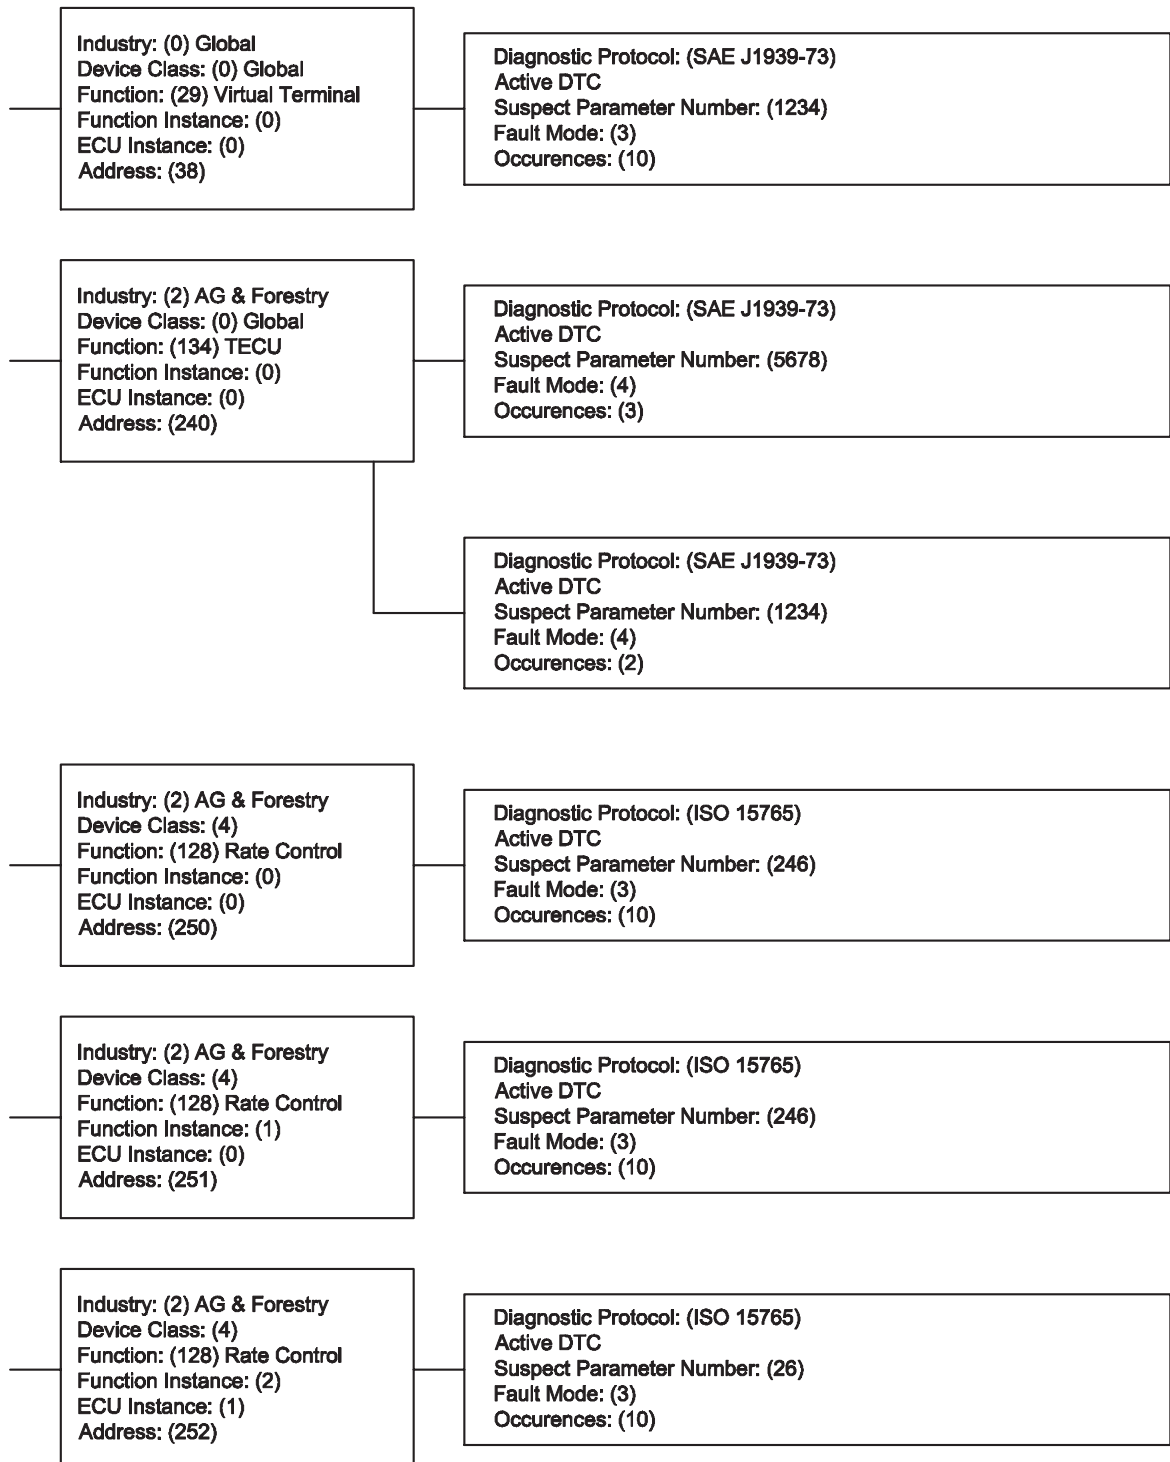 Industry: (0) Global
Device Class: (0) Global
Function: (29) Virtual Terminal
Function Instance: (0)
ECU Instance: (0)
Address: (38)
Diagnostic Protocol: (SAE J1939-73)
Active DTC
Suspect Parameter Number: (1234)
Fault Mode: (3)
Occurences: (10)
Industry: (2) AG & Forestry
Device Class: (0) Global
Function: (134) TECU
Function Instance: (0)
ECU Instance: (0)
Address: (240)
Diagnostic Protocol: (SAE J1939-73)
Active DTC
Suspect Parameter Number: (5678)
Fault Mode: (4)
Occurences: (3)
Diagnostic Protocol: (SAE J1939-73)
Active DTC
Suspect Parameter Number: (1234)
Fault Mode: (4)
Occurences: (2)
Industry: (2) AG & Forestry
Device Class: (4)
Function: (128) Rate Control
Function Instance: (0)
ECU Instance: (0)
Address: (250)
Diagnostic Protocol: (ISO 15765)
Active DTC
Suspect Parameter Number: (246)
Fault Mode: (3)
Occurences: (10)
Industry: (2) AG & Forestry
Device Class: (4)
Function: (128) Rate Control
Function Instance: (1)
ECU Instance: (0)
Address: (251)
Diagnostic Protocol: (ISO 15765)
Active DTC
Suspect Parameter Number: (246)
Fault Mode: (3)
Occurences: (10)
Industry: (2) AG & Forestry
Device Class: (4)
Function: (128) Rate Control
Function Instance: (2)
ECU Instance: (1)
Address: (252)
Diagnostic Protocol: (ISO 15765)
Active DTC
Suspect Parameter Number: (26)
Fault Mode: (3)
Occurences: (10)